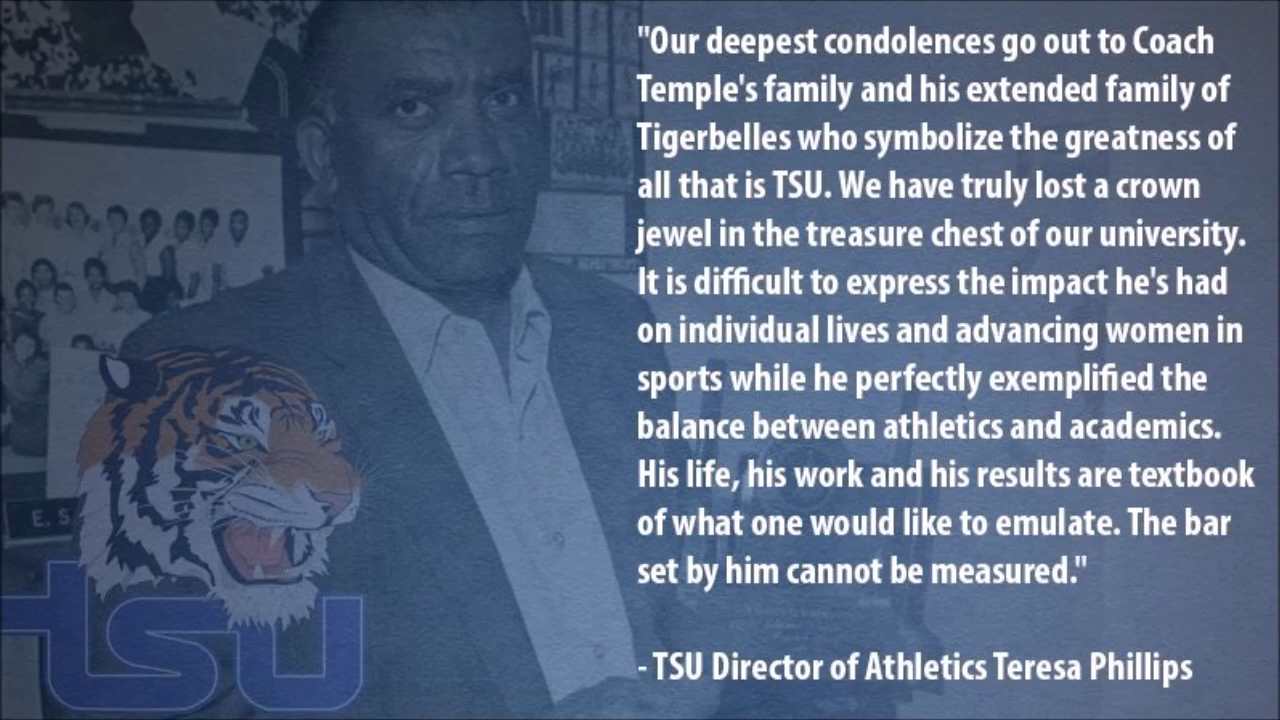 "Our deepest condolences go out to Coach
Temple's family and his extended family of
Tigerbelles who symbolize the greatness of
all that is TSU. We have truly lost a crown
jewel in the treasure chest of our university.
It is difficult to express the impact he's had
on individual lives and advancing women in
sports while he perfectly exemplified the
balance between athletics and academics.
His life, his work and his results are textbook
of what one would like to emulate. The bar
set by him cannot be measured."
- TSU Director of Athletics Teresa Phillips
E. S
tsu